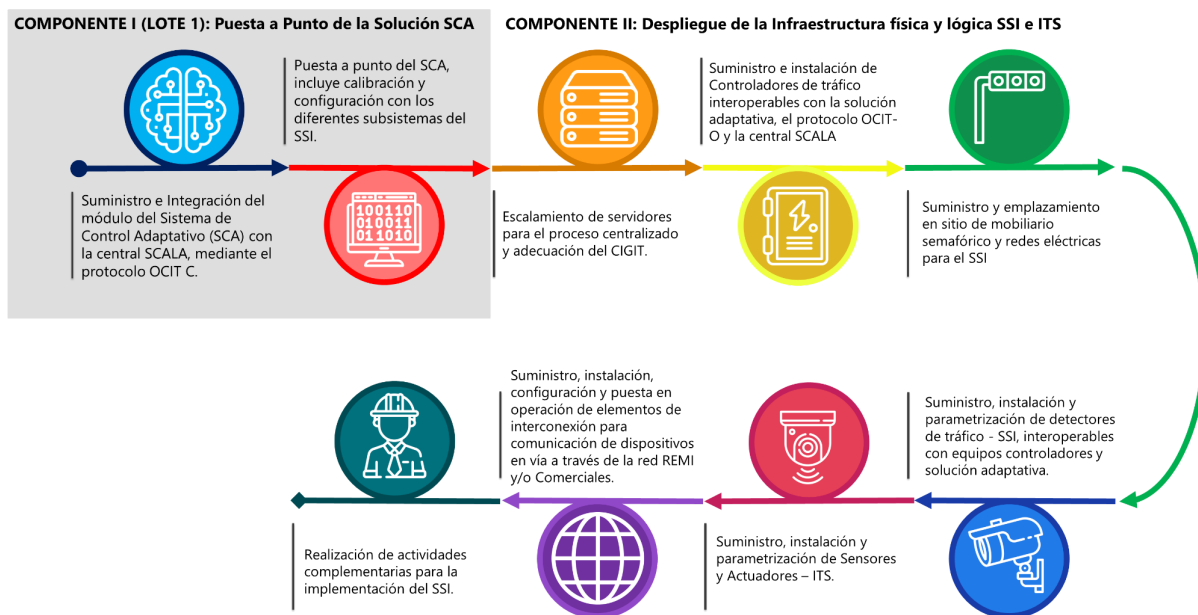 COMPONENTE I (LOTE 1): Puesta a Punto de la Solución SCA
COMPONENTE II: Despliegue de la Infraestructura física y lógica SSI e ITS
Suministro e Integración del
módulo del Sistema de
Control Adaptativo (SCA) con
la central SCALA, mediante el
protocolo OCIT C.
Puesta a punto del SCA,
incluye calibración y
configuración con los
diferentes subsistemas del
SSI.
100110
010011
011010
Escalamiento de servidores
para el proceso centralizado
y adecuación del CIGIT.
Suministro e instalación de
Controladores de tráfico
interoperables con la solución
adaptativa, el protocolo OCIT-
O y la central SCALA
Suministro y emplazamiento
en sitio de mobiliario
semafórico y redes eléctricas
para el SSI
Suministro, instalación y
parametrización de detectores
de tráfico - SSI, interoperables
con equipos controladores y
solución adaptativa.
Suministro, instalación y
parametrización de Sensores
y Actuadores – ITS.
Suministro, instalación,
configuración y puesta en
operación de elementos de
interconexión para
comunicación de dispositivos
en vía a través de la red REMI
y/o Comerciales.
Realización de actividades
complementarias para la
implementación del SSI.